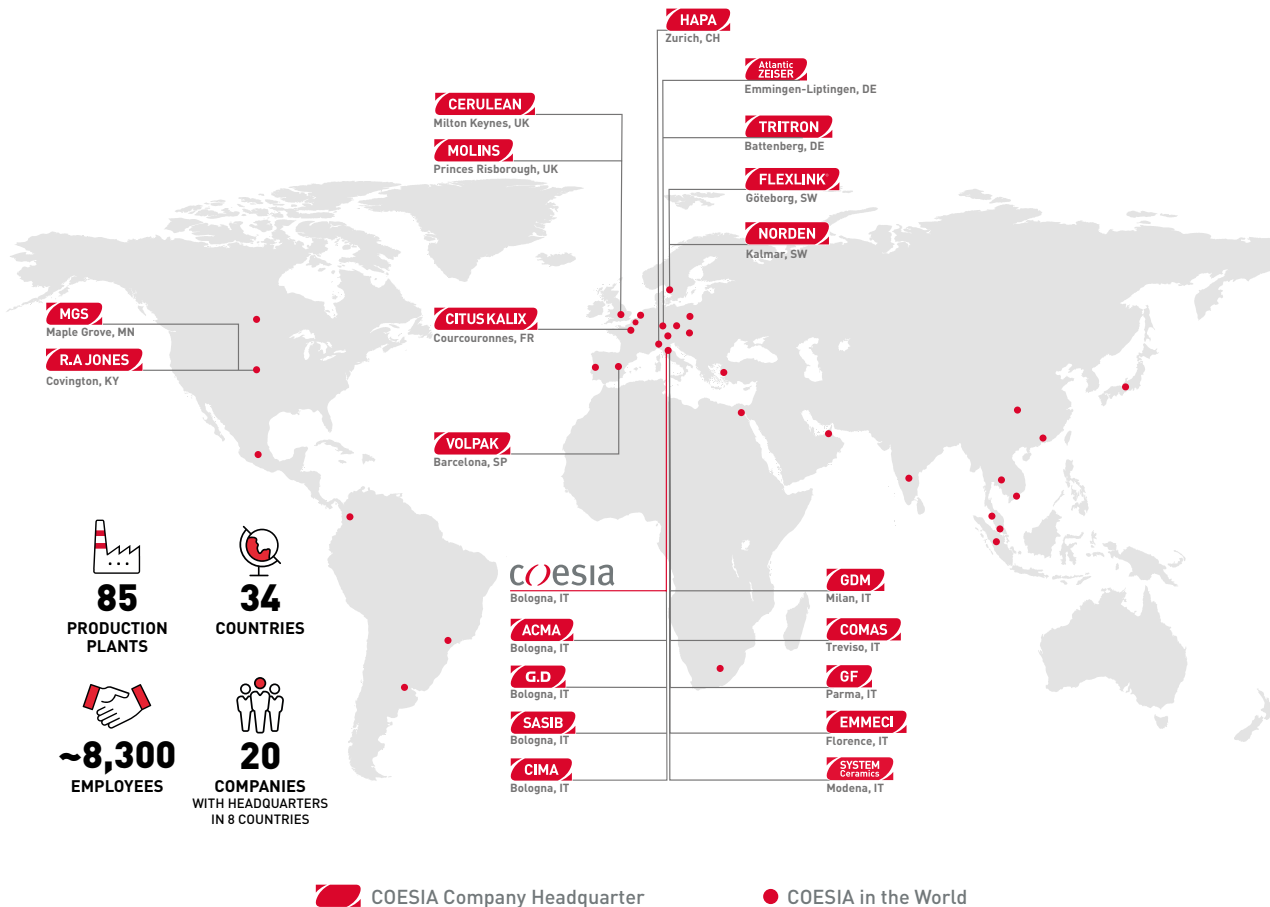 HAPA
Zurich, CH
Atlantic
ZEISER
Emmingen-Liptingen, DE
CERULEAN
Milton Keynes, UK
TRITRON
Battenberg, DE
MOLINS
Princes Risborough, UK
FLEXLINK®
Göteborg, SW
NORDEN
Kalmar, SW
MGS
Maple Grove, MN
CITUS KALIX
Courcouronnes, FR
R.A JONES
Covington, KY
VOLPAK
Barcelona, SP
85
PRODUCTION
PLANTS
34
COUNTRIES
~8,300
EMPLOYEES
20
COMPANIES
WITH HEADQUARTERS
IN 8 COUNTRIES
coesia
Bologna, IT
ACMA
Bologna, IT
G.D
Bologna, IT
SASIB
Bologna, IT
CIMA
Bologna, IT
GDM
Milan, IT
COMAS
Treviso, IT
GF
Parma, IT
EMMECI
Florence, IT
SYSTEM
Ceramics
Modena, IT
COESIA Company Headquarter
COESIA in the World